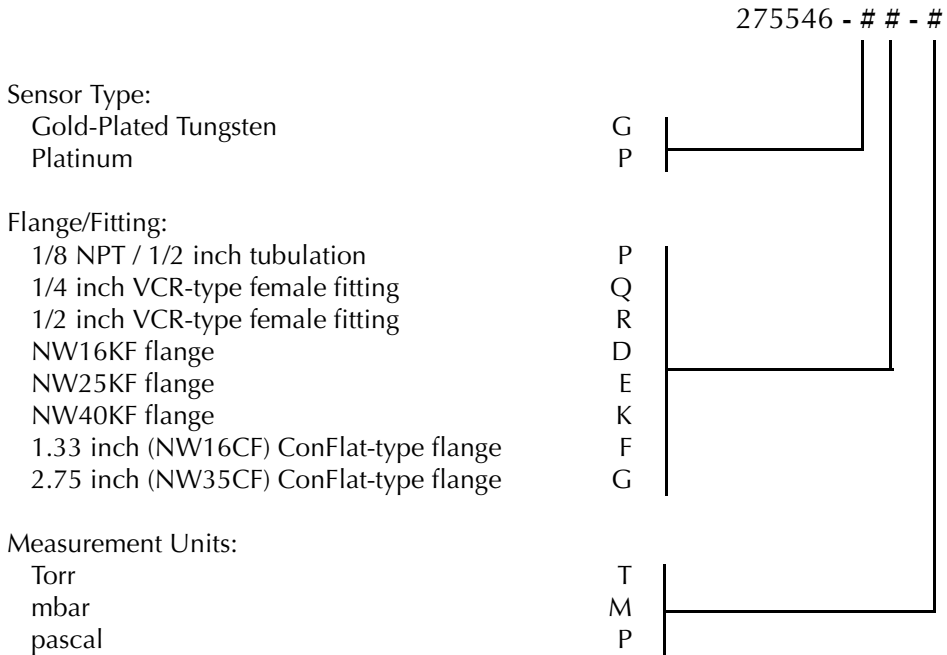 275546 - # # - #
Sensor Type:
Gold-Plated Tungsten G
Platinum P
Flange/Fitting:
1/8 NPT / 1/2 inch tubulation P
1/4 inch VCR-type female fitting Q
1/2 inch VCR-type female fitting R
NW16KF flange D
NW25KF flange E
NW40KF flange K
1.33 inch (NW16CF) ConFlat-type flange F
2.75 inch (NW35CF) ConFlat-type flange G
Measurement Units:
Torr T
mbar M
pascal P